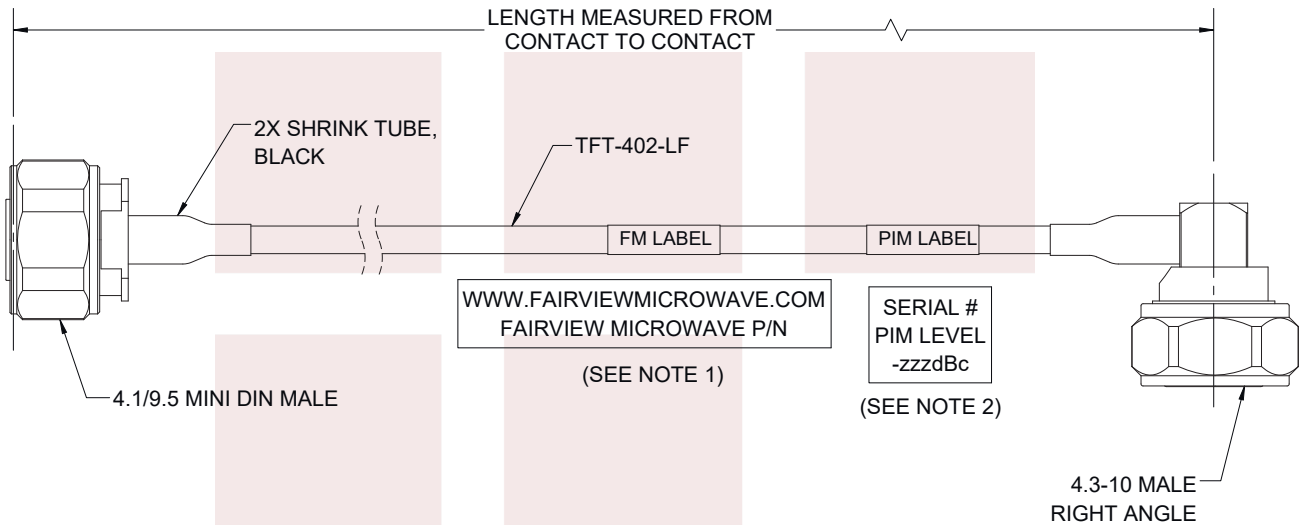 LENGTH MEASURED FROM
CONTACT TO CONTACT
2X SHRINK TUBE,
BLACK
TFT-402-LF
FM LABEL
PIM LABEL
WWW.FAIRVIEWMICROWAVE.COM
FAIRVIEW MICROWAVE P/N
(SEE NOTE 1)
SERIAL #
PIM LEVEL
-zzzdBc
(SEE NOTE 2)
4.1/9.5 MINI DIN MALE
4.3-10 MALE
RIGHT ANGLE